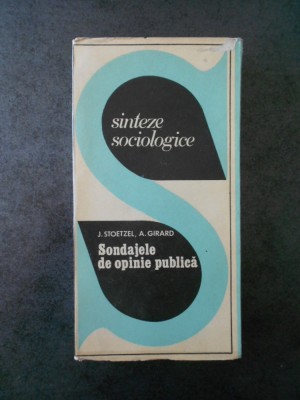 sinteze
sociologice
J. STOETZEL, A. GIRARD
Sondajele
de opinie publică